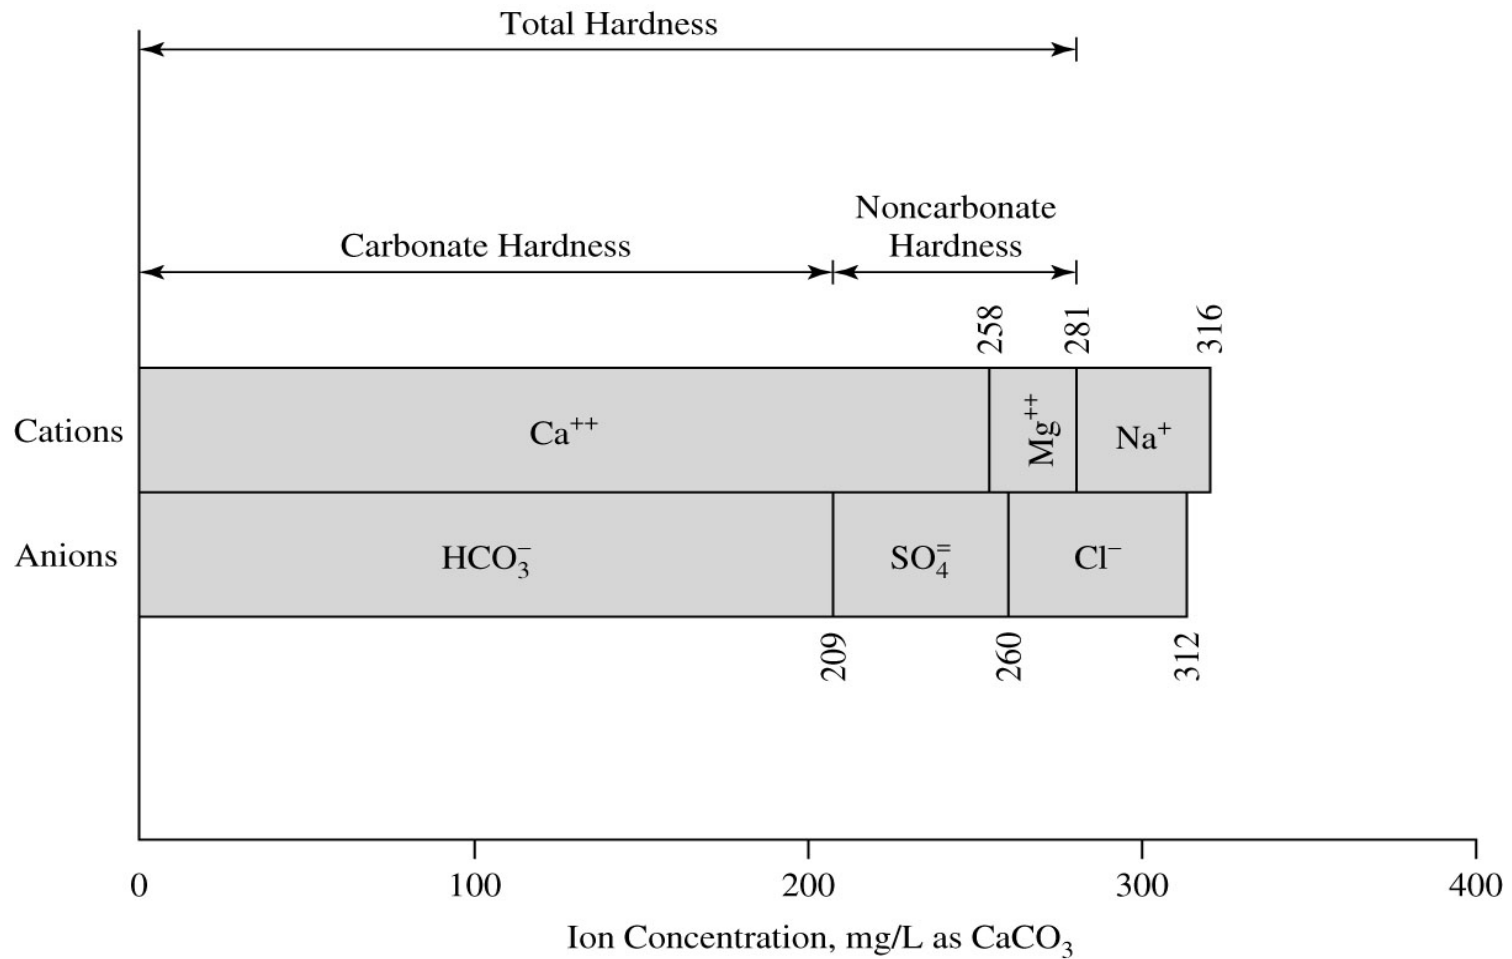 Total Hardness
Noncarbonate
Hardness
Carbonate Hardness
258
281
316
Cations
Ca⁺⁺
Mg⁺⁺
Na⁺
Anions
HCO₃⁻
SO₄⁼
Cl⁻
209
260
312
0 100 200 300 400
Ion Concentration, mg/L as CaCO₃